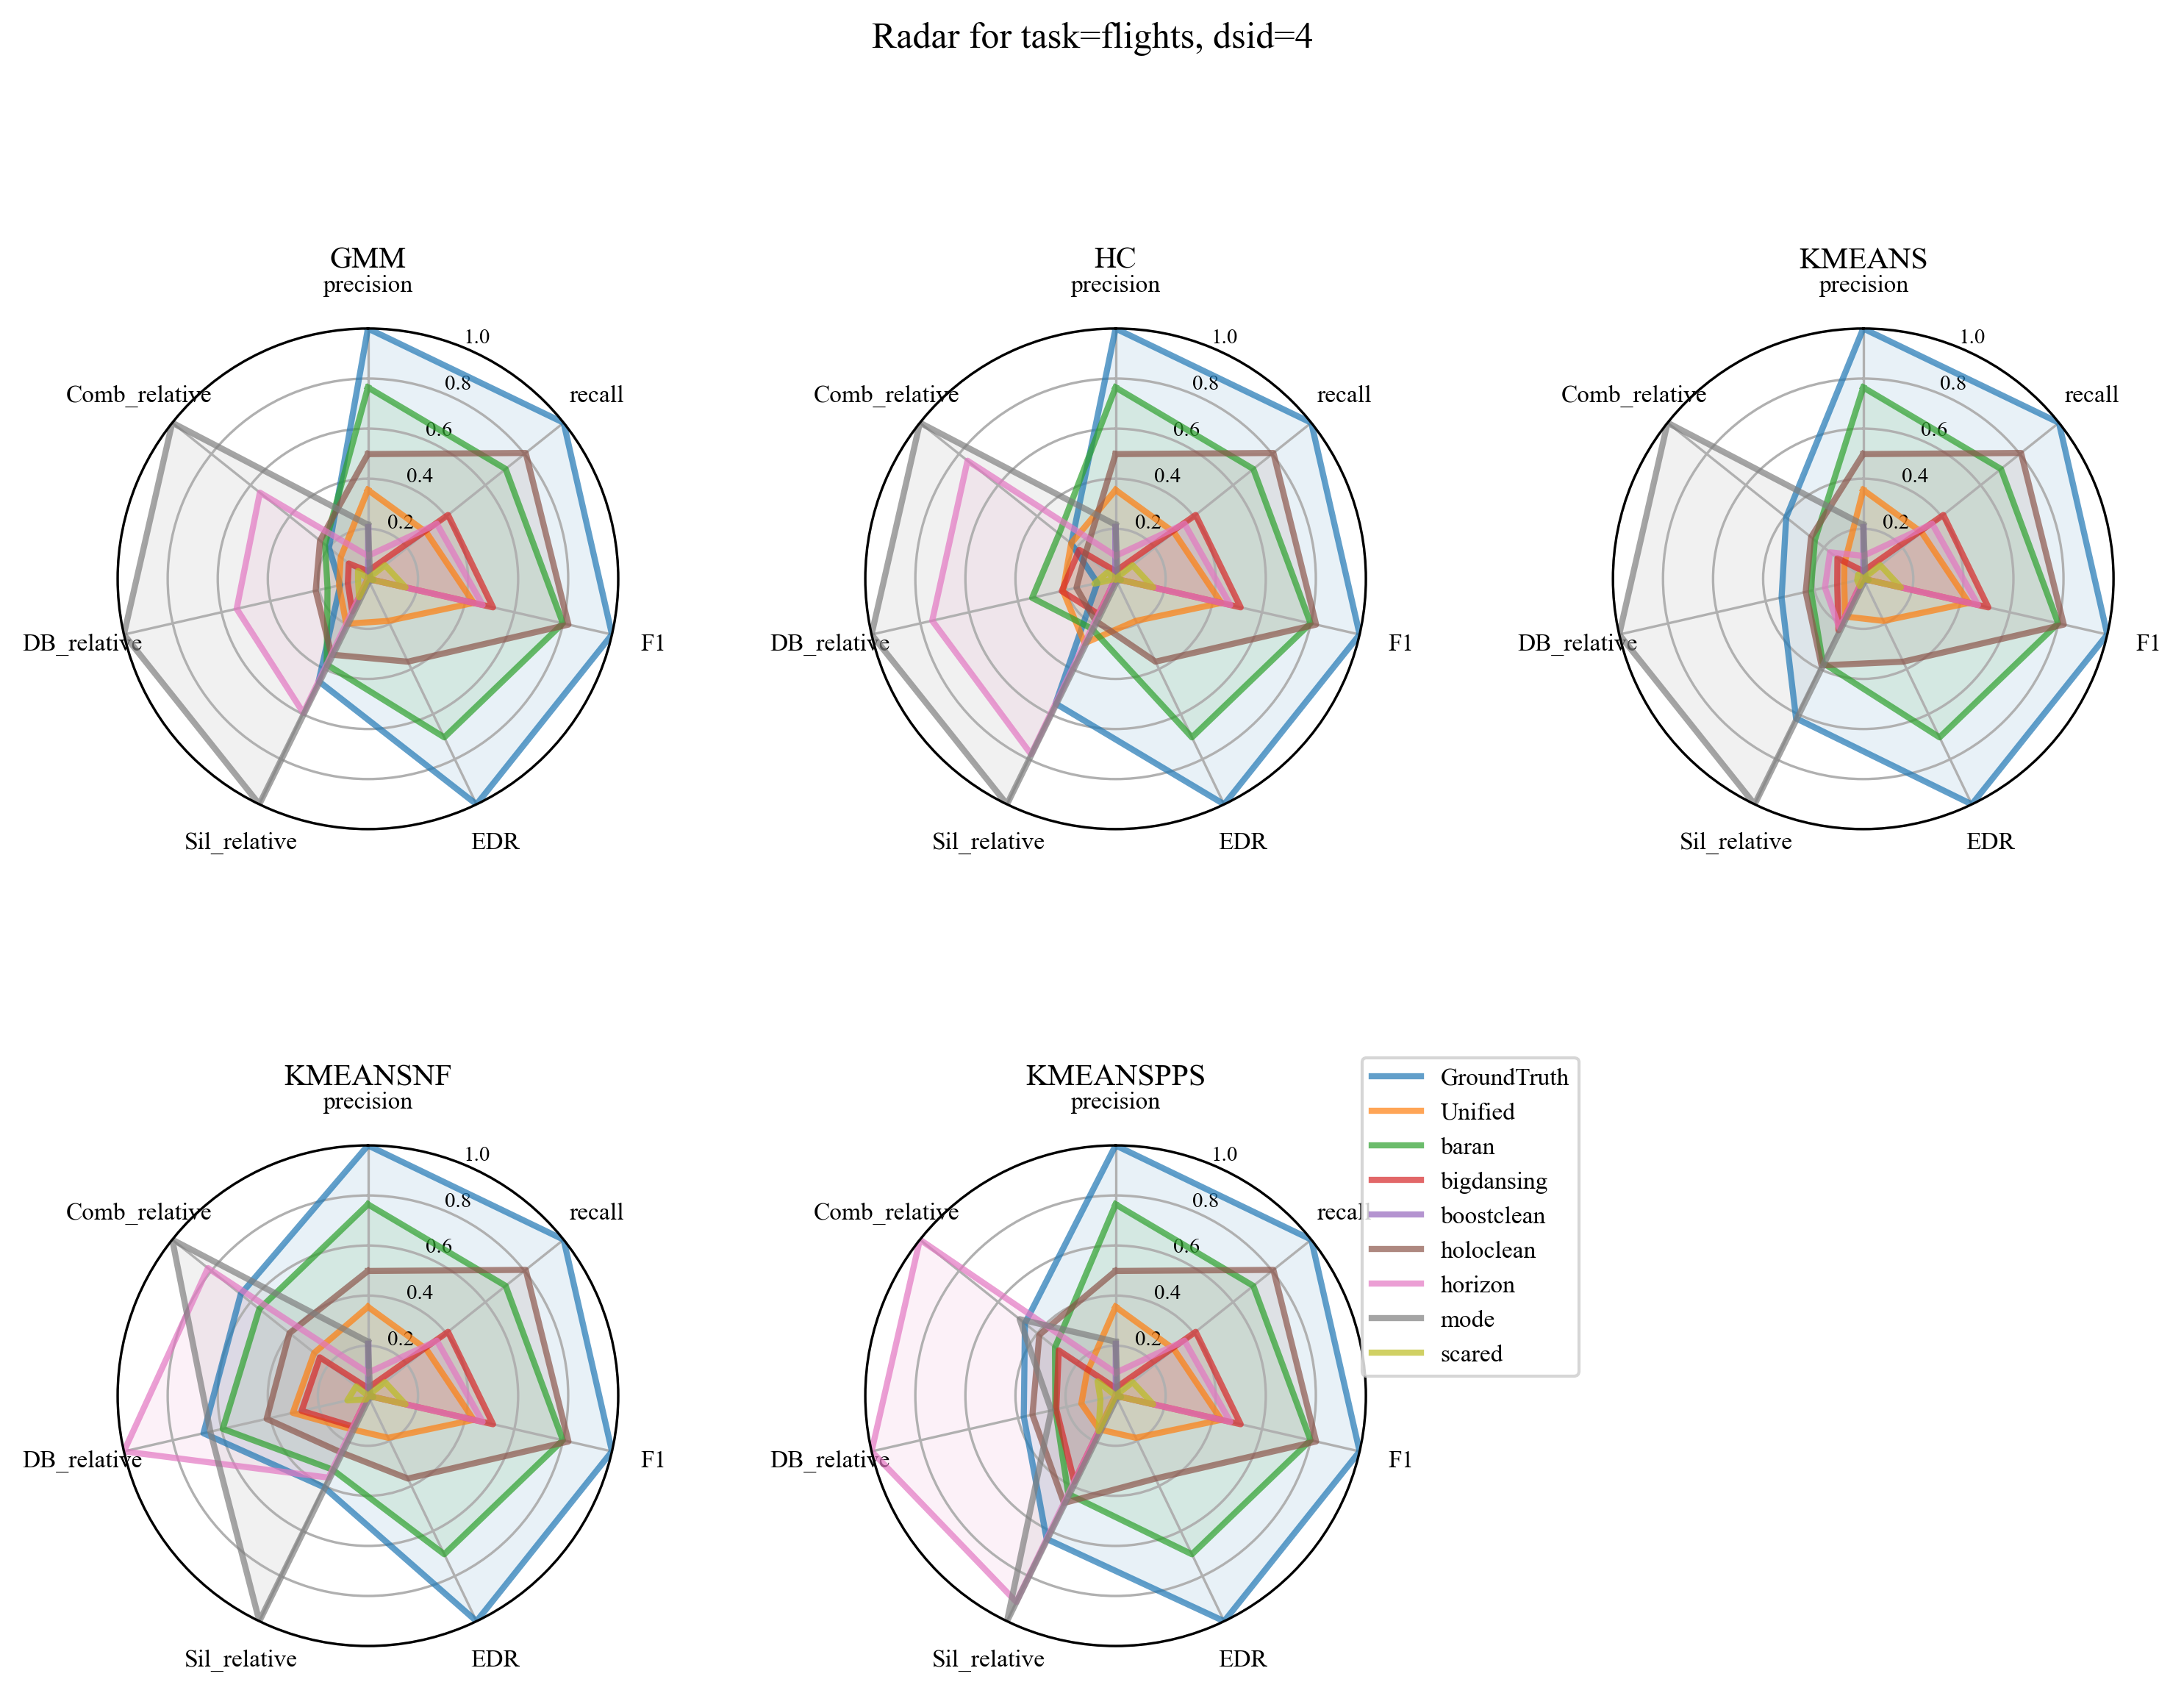 Radar for task=flights, dsid=4
GMM
precision
recall
F1
EDR
Sil_relative
DB_relative
Comb_relative
0.2
0.4
0.6
0.8
1.0
HC
precision
recall
F1
EDR
Sil_relative
DB_relative
Comb_relative
0.2
0.4
0.6
0.8
1.0
KMEANS
precision
recall
F1
EDR
Sil_relative
DB_relative
Comb_relative
0.2
0.4
0.6
0.8
1.0
KMEANSNF
precision
recall
F1
EDR
Sil_relative
DB_relative
Comb_relative
0.2
0.4
0.6
0.8
1.0
KMEANSPPS
precision
recall
F1
EDR
Sil_relative
DB_relative
Comb_relative
0.2
0.4
0.6
0.8
1.0
GroundTruth
Unified
baran
bigdansing
boostclean
holoclean
horizon
mode
scared